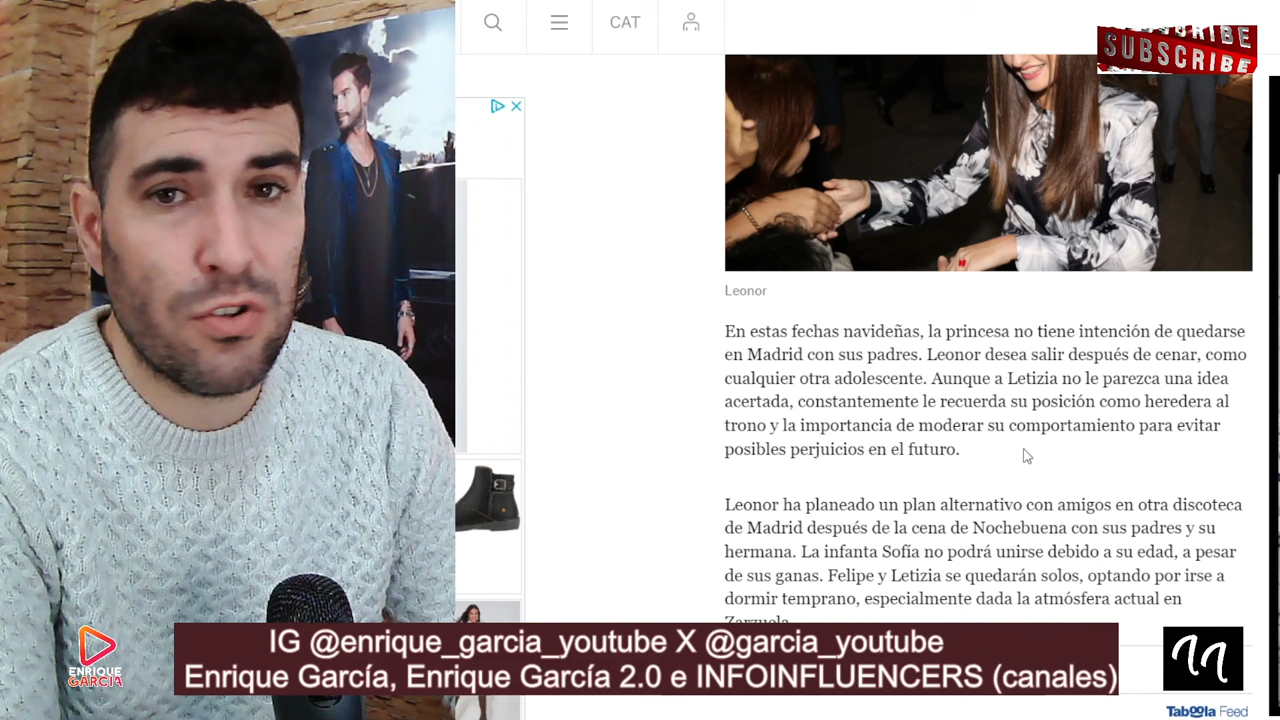 CAT
SUBSCRIBE
SUBSCRIBE
Leonor
En estas fechas navideñas, la princesa no tiene intención de quedarse
en Madrid con sus padres. Leonor desea salir después de cenar, como
cualquier otra adolescente. Aunque a Letizia no le parezca una idea
acertada, constantemente le recuerda su posición como heredera al
trono y la importancia de moderar su comportamiento para evitar
posibles perjuicios en el futuro.
Leonor ha planeado un plan alternativo con amigos en otra discoteca
de Madrid después de la cena de Nochebuena con sus padres y su
hermana. La infanta Sofía no podrá unirse debido a su edad, a pesar
de sus ganas. Felipe y Letizia se quedarán solos, optando por irse a
dormir temprano, especialmente dada la atmósfera actual en
Zarzuela.
IG @enrique_garcia_youtube X @garcia_youtube
Enrique García, Enrique García 2.0 e INFONFLUENCERS (canales)
ENRIQUE
GARCÍA
Taboola Feed